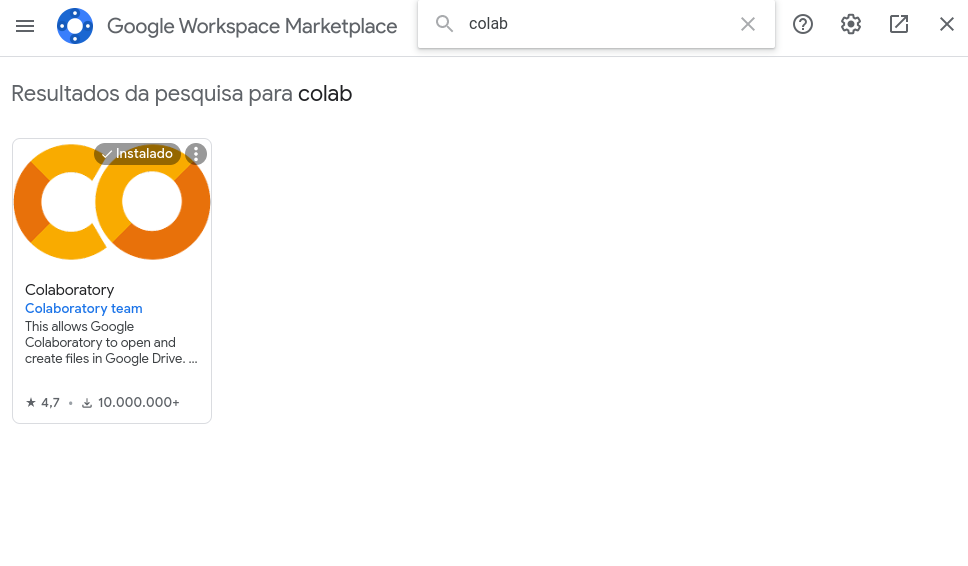 Google Workspace Marketplace
colab
Resultados da pesquisa para colab
Instalado
Colaboratory
Colaboratory team
This allows Google
Colaboratory to open and
create files in Google Drive. ...
4,7 • 10.000.000+